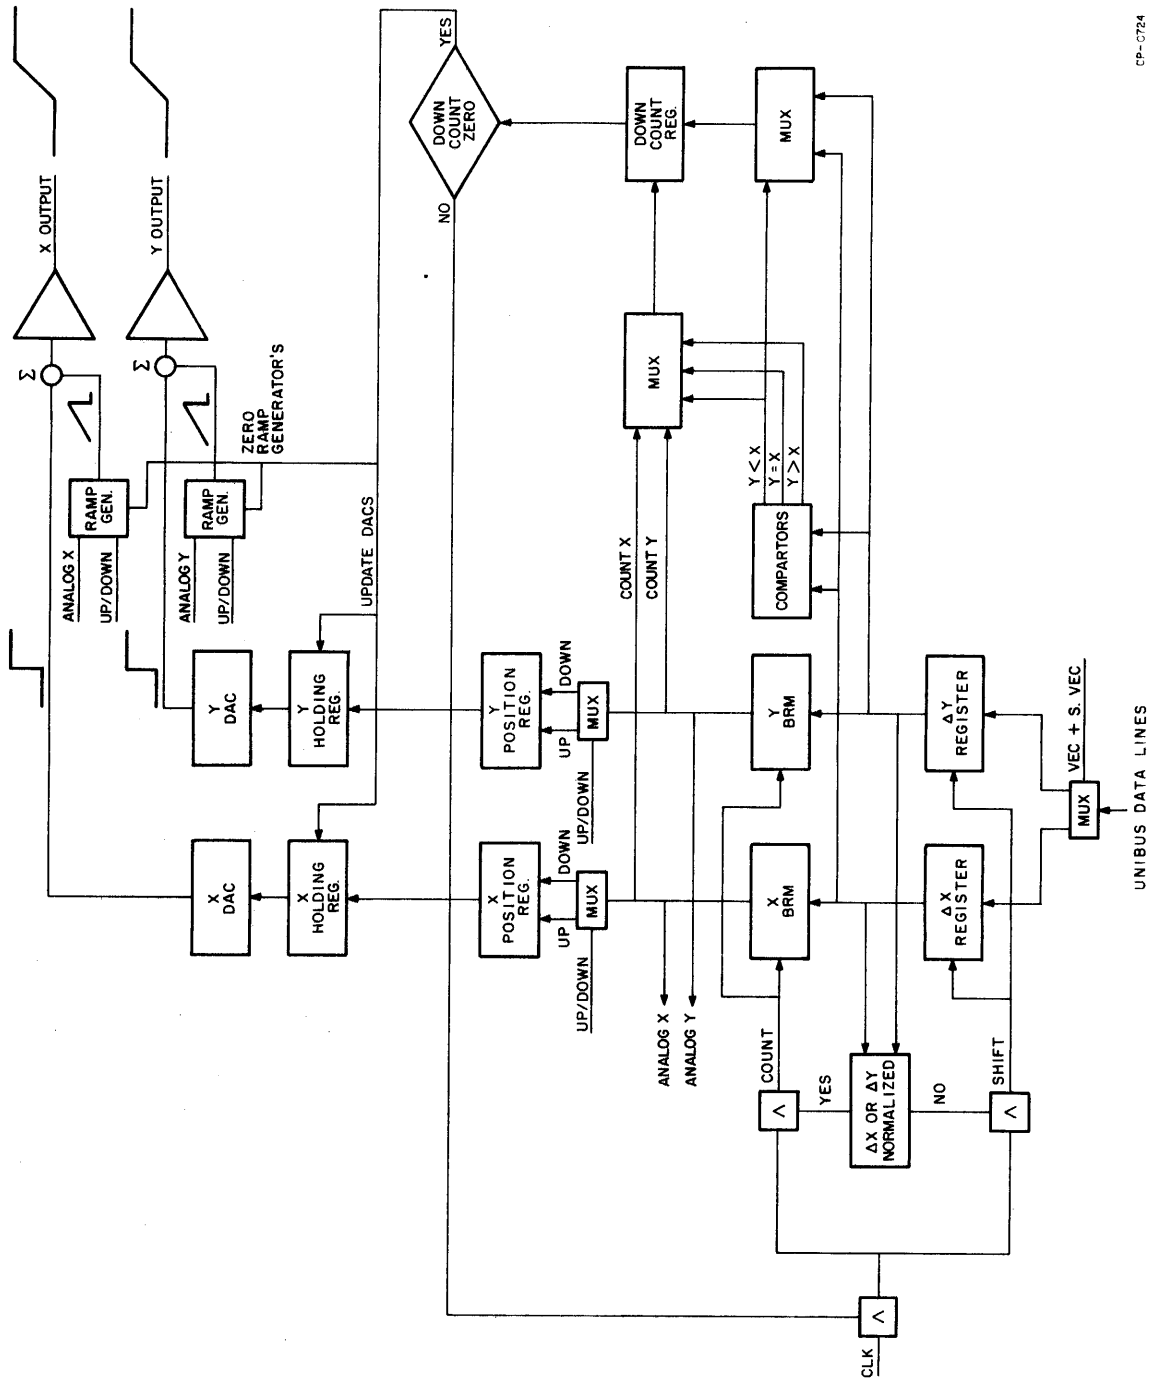 CP-0724
X OUTPUT
Y OUTPUT
Σ
Σ
ZERO
RAMP
GENERATOR'S
RAMP
GEN.
RAMP
GEN.
ANALOG X
UP/DOWN
ANALOG Y
UP/DOWN
UPDATE DACS
YES
DOWN
COUNT
ZERO
NO
DOWN
COUNT
REG.
MUX
MUX
COUNT X
COUNT Y
Y < X
Y = X
Y > X
COMPARTORS
Y
DAC
Y
HOLDING
REG.
Y
POSITION
REG.
UP
DOWN
MUX
UP/DOWN
Y
BRM
ΔY
REGISTER
X
DAC
X
HOLDING
REG.
X
POSITION
REG.
UP
DOWN
MUX
UP/DOWN
X
BRM
ΔX
REGISTER
MUX
VEC + S. VEC
UNIBUS DATA LINES
ANALOG X
ANALOG Y
COUNT
Λ
YES
ΔX OR ΔY
NORMALIZED
NO
SHIFT
Λ
Λ
CLK